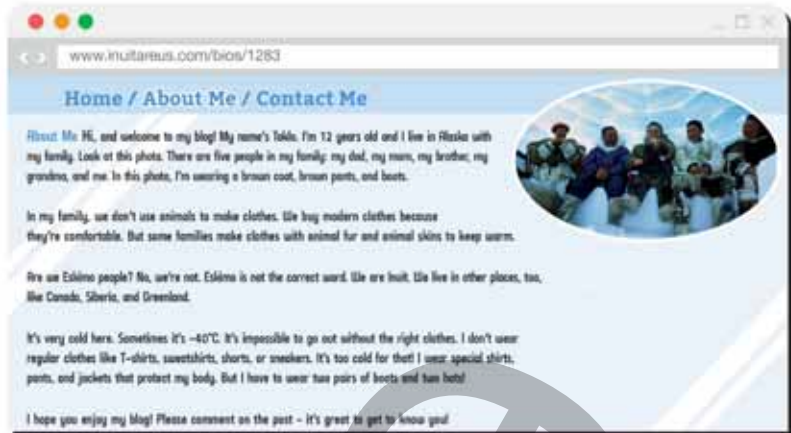 www.inuitareus.com/bios/1283
Home / About Me / Contact Me
About Me Hi, and welcome to my blog! My name's Taklo. I'm 12 years old and I live in Alaska with
my family. Look at this photo. There are five people in my family: my dad, my mom, my brother, my
grandma, and me. In this photo, I'm wearing a brown coat, brown pants, and boots.
In my family, we don't use animals to make clothes. We buy modern clothes because
they're comfortable. But some families make clothes with animal fur and animal skins to keep warm.
Are we Eskimo people? No, we're not. Eskimo is not the correct word. We are Inuit. We live in other places, too,
like Canada, Siberia, and Greenland.
It's very cold here. Sometimes it's –40°C. It's impossible to go out without the right clothes. I don't wear
regular clothes like T-shirts, sweatshirts, shorts, or sneakers. It's too cold for that! I wear special shirts,
pants, and jackets that protect my body. But I have to wear two pairs of boots and two hats!
I hope you enjoy my blog! Please comment on the post – it's great to get to know you!